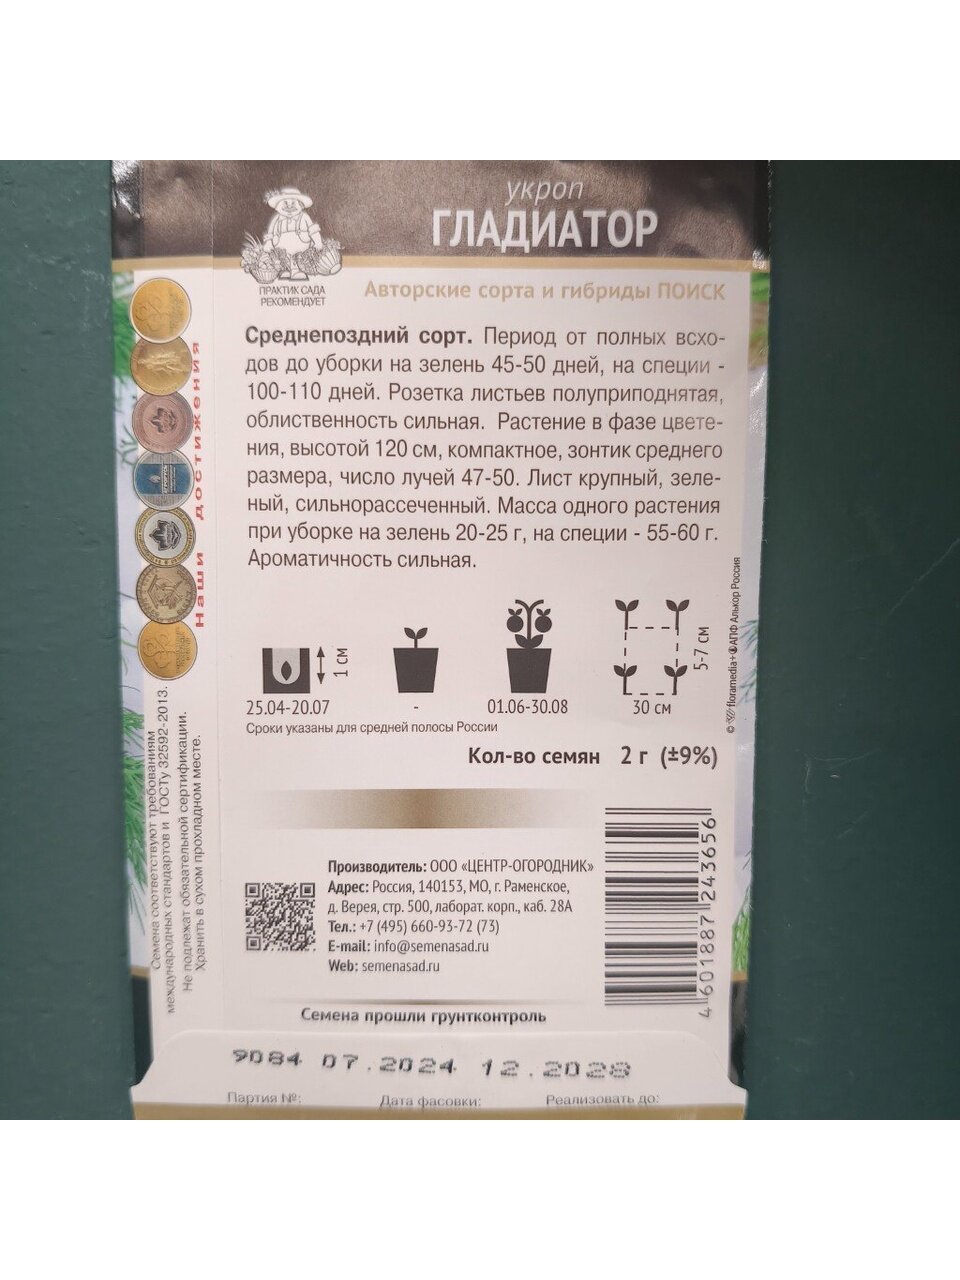 укроп
ГЛАДИАТОР
ПРАКТИК САДА
РЕКОМЕНДУЕТ
Авторские сорта и гибриды ПОИСК
Среднепоздний сорт. Период от полных всхо-
дов до уборки на зелень 45-50 дней, на специи -
100-110 дней. Розетка листьев полуприподнятая,
облиственность сильная. Растение в фазе цвете-
ния, высотой 120 см, компактное, зонтик среднего
размера, число лучей 47-50. Лист крупный, зеле-
ный, сильнорассеченный. Масса одного растения
при уборке на зелень 20-25 г, на специи - 55-60 г.
Ароматичность сильная.
Наши достижения
1 см
5-7 см
25.04-20.07
-
01.06-30.08
30 см
Сроки указаны для средней полосы России
© floramedia+ АПФ Алькор Россия
Кол-во семян 2 г (±9%)
Семена соответствуют требованиям
международных стандартов и ГОСТу 32592-2013.
Не подлежат обязательной сертификации.
Хранить в сухом прохладном месте.
Производитель: ООО «ЦЕНТР-ОГОРОДНИК»
Адрес: Россия, 140153, МО, г. Раменское,
д. Верея, стр. 500, лаборат. корп., каб. 28А
Тел.: +7 (495) 660-93-72 (73)
E-mail: info@semenasad.ru
Web: semenasad.ru
4 601887 243656
Семена прошли грунтконтроль
9084 07.2024 12.2028
Партия №: Дата фасовки: Реализовать до: